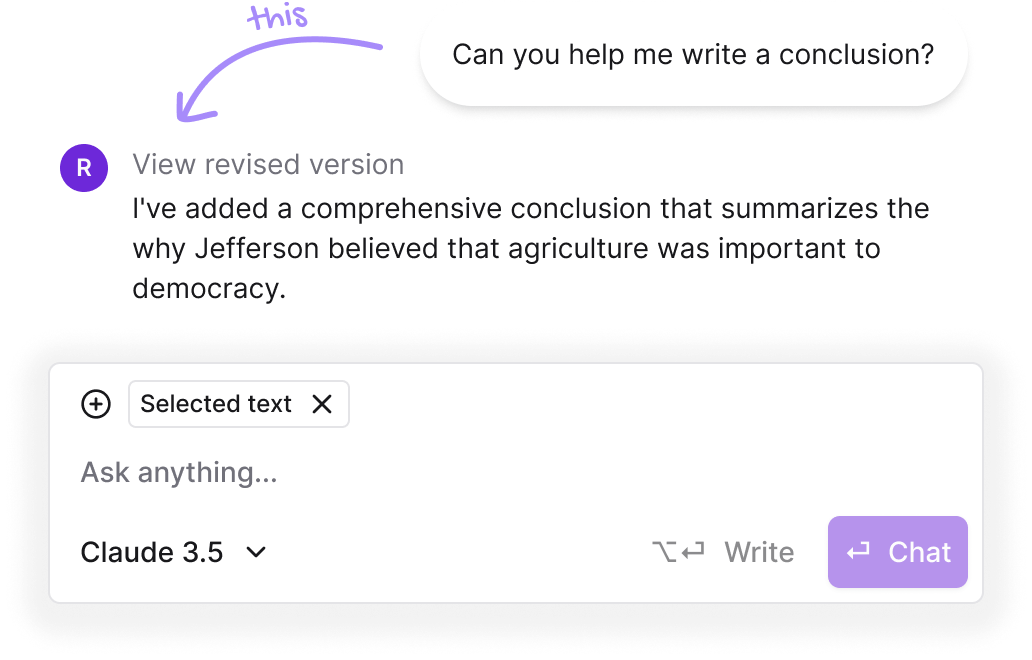 this
Can you help me write a conclusion?
R
View revised version
I've added a comprehensive conclusion that summarizes the
why Jefferson believed that agriculture was important to
democracy.
Selected text
Ask anything...
Claude 3.5
⌥↵ Write
↵ Chat